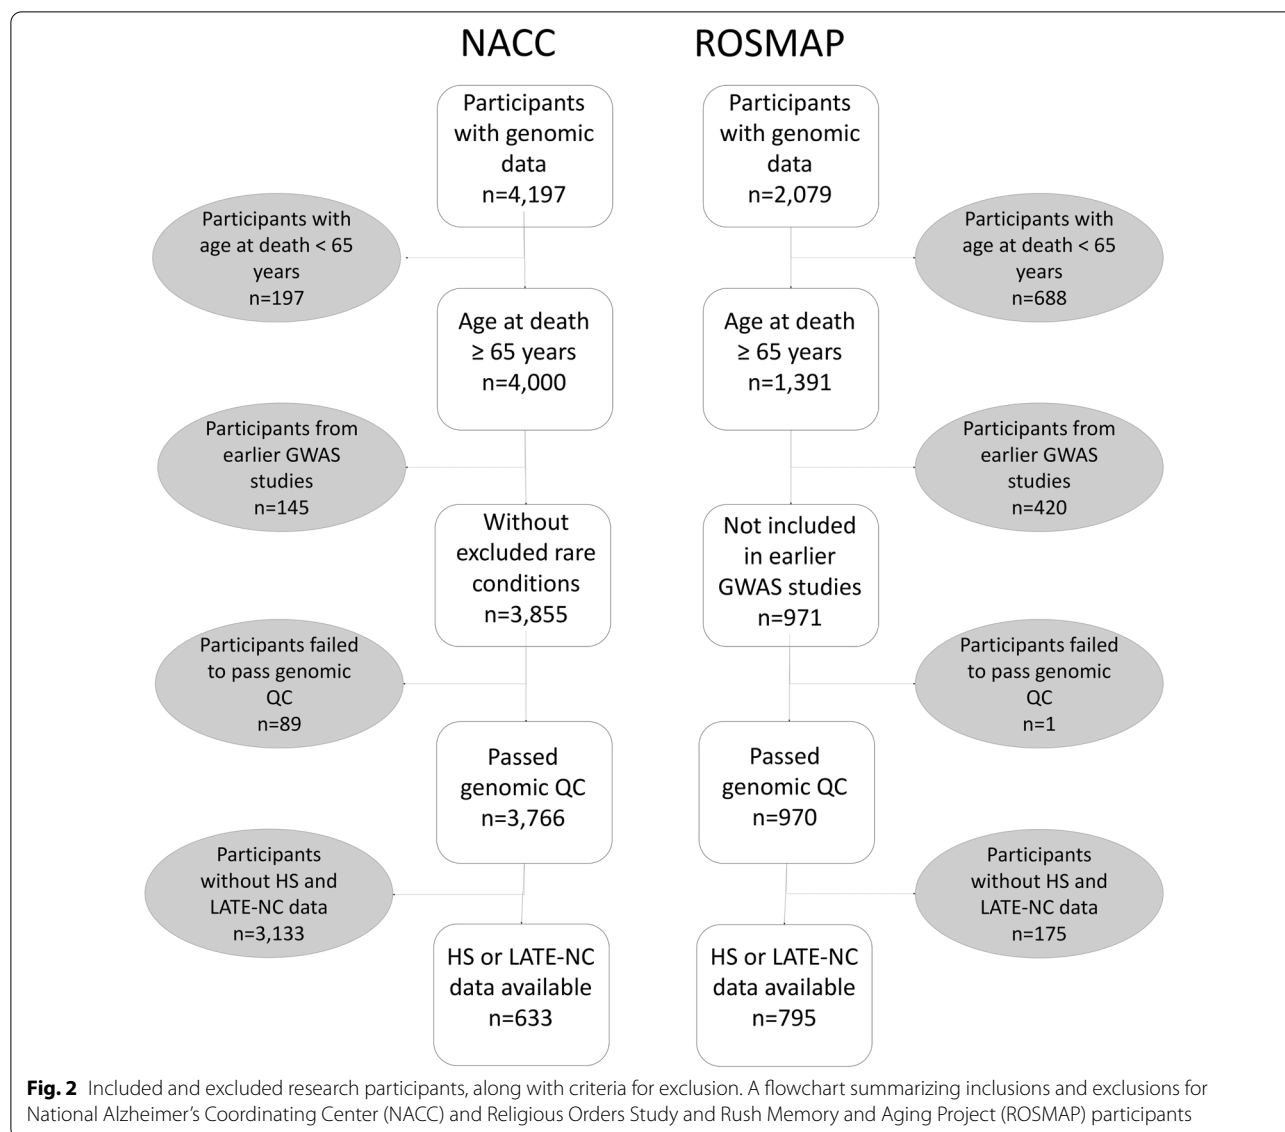 NACC
ROSMAP
Participants
with genomic
data
n=4,197
Participants
with genomic
data
n=2,079
Participants with
age at death < 65
years
n=197
Participants with
age at death < 65
years
n=688
Age at death
≥ 65 years
n=4,000
Age at death
≥ 65 years
n=1,391
Participants from
earlier GWAS
studies
n=145
Participants from
earlier GWAS
studies
n=420
Without
excluded rare
conditions
n=3,855
Not included
in earlier
GWAS studies
n=971
Participants failed
to pass genomic
QC
n=89
Participants failed
to pass genomic
QC
n=1
Passed
genomic QC
n=3,766
Passed
genomic QC
n=970
Participants
without HS and
LATE-NC data
n=3,133
Participants
without HS and
LATE-NC data
n=175
HS or LATE-NC
data available
n=633
HS or LATE-NC
data available
n=795
Fig. 2 Included and excluded research participants, along with criteria for exclusion. A flowchart summarizing inclusions and exclusions for
National Alzheimer's Coordinating Center (NACC) and Religious Orders Study and Rush Memory and Aging Project (ROSMAP) participants